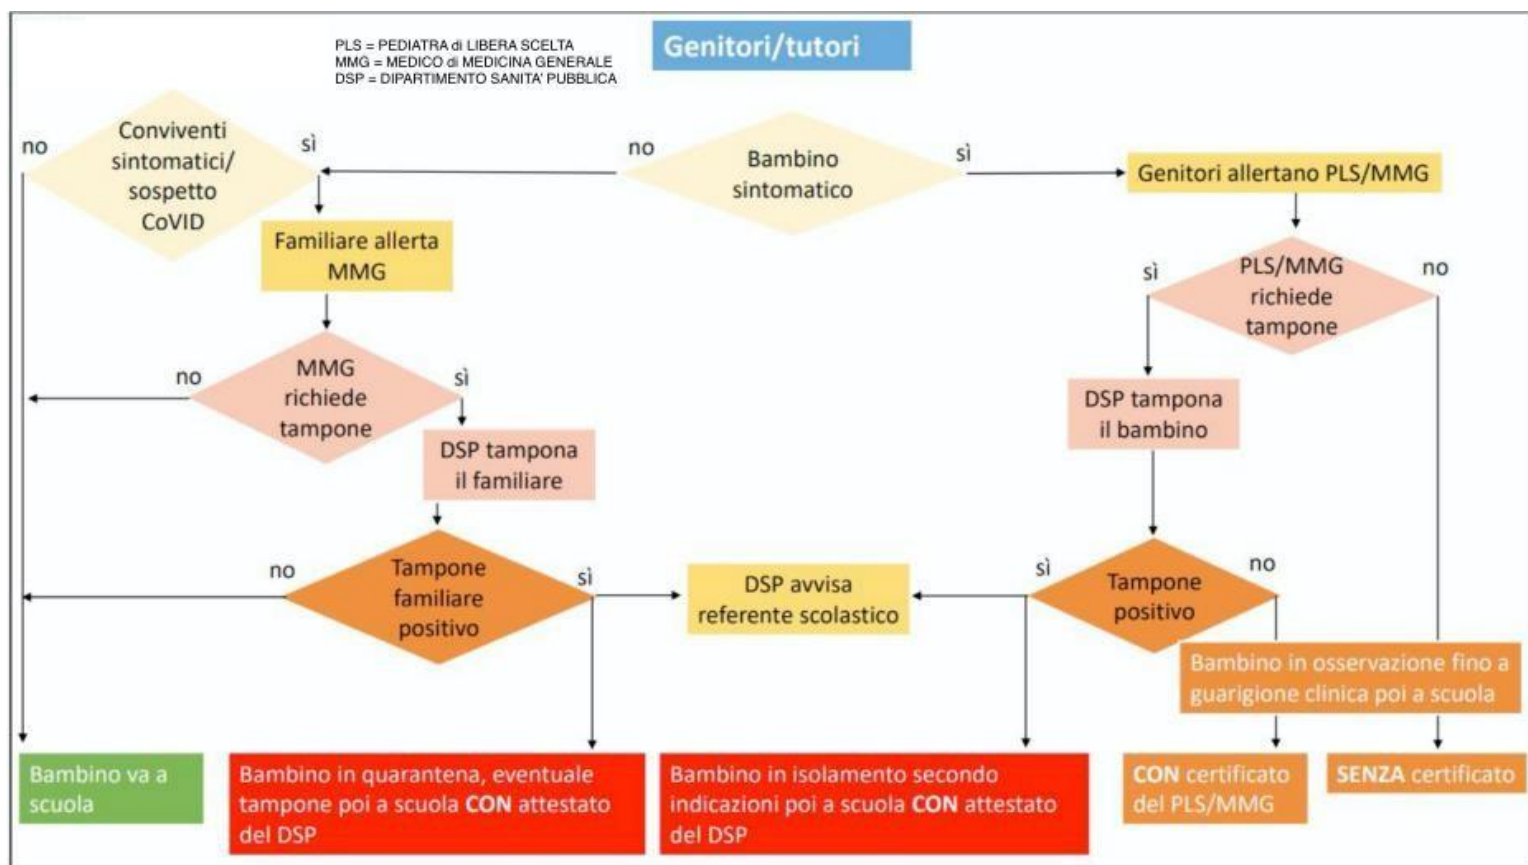 PLS = PEDIATRA di LIBERA SCELTA
MMG = MEDICO di MEDICINA GENERALE
DSP = DIPARTIMENTO SANITA' PUBBLICA
Genitori/tutori
no
Conviventi
sintomatici/
sospetto
CoVID
sì
no
Bambino
sintomatico
sì
Genitori allertano PLS/MMG
Familiare allerta
MMG
sì
PLS/MMG
richiede
tampone
no
no
MMG
richiede
tampone
sì
DSP tampona
il bambino
DSP tampona
il familiare
no
Tampone
familiare
positivo
sì
DSP avvisa
referente scolastico
sì
Tampone
positivo
no
Bambino in osservazione fino a
guarigione clinica poi a scuola
Bambino va a
scuola
Bambino in quarantena, eventuale
tampone poi a scuola CON attestato
del DSP
Bambino in isolamento secondo
indicazioni poi a scuola CON attestato
del DSP
CON certificato
del PLS/MMG
SENZA certificato